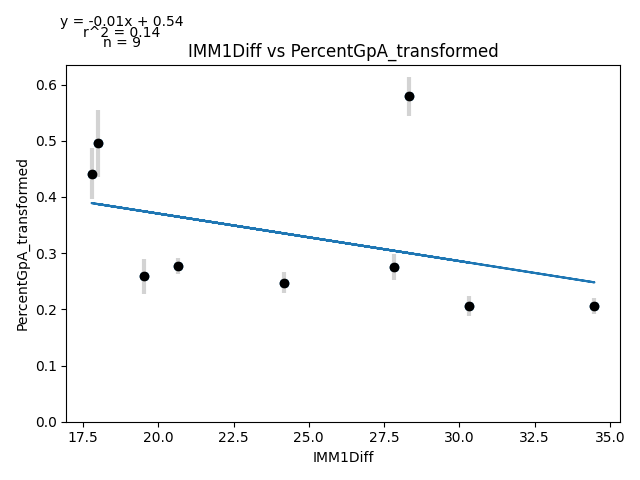 y = -0.01x + 0.54
r^2 = 0.14
n = 9
IMM1Diff vs PercentGpA_transformed
PercentGpA_transformed
0.6
0.5
0.4
0.3
0.2
0.1
0.0
17.5 20.0 22.5 25.0 27.5 30.0 32.5 35.0
IMM1Diff